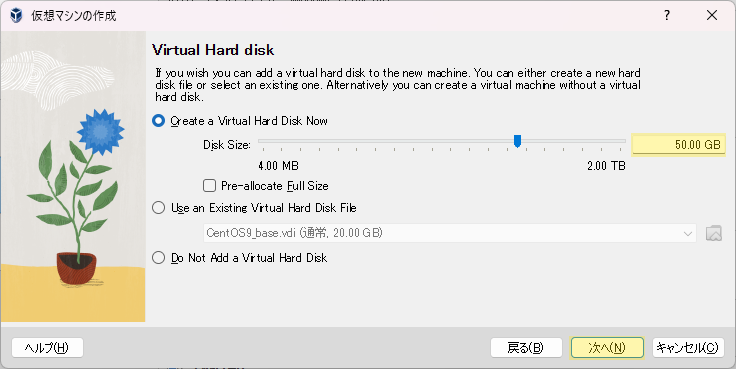 仮想マシンの作成
?
Virtual Hard disk
If you wish you can add a virtual hard disk to the new machine. You can either create a new hard
disk file or select an existing one. Alternatively you can create a virtual machine without a virtual
hard disk.
Create a Virtual Hard Disk Now
Disk Size:
50.00 GB
4.00 MB
2.00 TB
Pre-allocate Full Size
Use an Existing Virtual Hard Disk File
CentOS9_base.vdi (通常, 20.00 GB)
Do Not Add a Virtual Hard Disk
ヘルプ(H)
戻る(B)
次へ(N)
キャンセル(C)